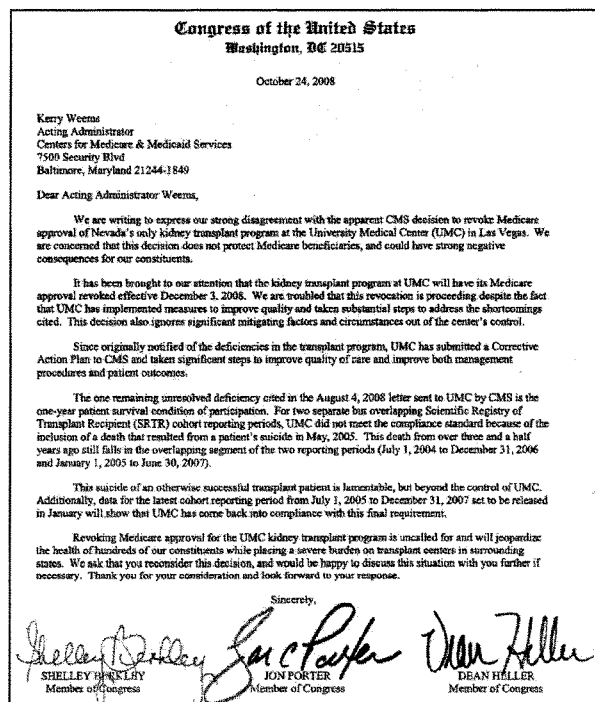 Congress of the United States
Washington, DC 20515
October 24, 2008
Kerry Weems
Acting Administrator
Centers for Medicare & Medicaid Services
7500 Security Blvd
Baltimore, Maryland 21244-1849
Dear Acting Administrator Weems,
We are writing to express our strong disagreement with the apparent CMS decision to revoke Medicare
approval of Nevada's only kidney transplant program at the University Medical Center (UMC) in Las Vegas. We
are concerned that this decision does not protect Medicare beneficiaries, and could have strong negative
consequences for our constituents.
It has been brought to our attention that the kidney transplant program at UMC will have its Medicare
approval revoked effective December 3, 2008. We are troubled that this revocation is proceeding despite the fact
that UMC has implemented measures to improve quality and taken substantial steps to address the shortcomings
cited. This decision also ignores significant mitigating factors and circumstances out of the center's control.
Since originally notified of the deficiencies in the transplant program, UMC has submitted a Corrective
Action Plan to CMS and taken significant steps to improve quality of care and improve both management
procedures and patient outcomes.
The one remaining unresolved deficiency cited in the August 4, 2008 letter sent to UMC by CMS is the
one-year patient survival condition of participation. For two separate but overlapping Scientific Registry of
Transplant Recipient (SRTR) cohort reporting periods, UMC did not meet the compliance standard because of the
inclusion of a death that resulted from a patient's suicide in May, 2005. This death from over three and a half
years ago still falls in the overlapping segment of the two reporting periods (July 1, 2004 to December 31, 2006
and January 1, 2005 to June 30, 2007).
This suicide of an otherwise successful transplant patient is lamentable, but beyond the control of UMC.
Additionally, data for the latest cohort reporting period from July 1, 2005 to December 31, 2007 set to be released
in January will show that UMC has come back into compliance with this final requirement.
Revoking Medicare approval for the UMC kidney transplant program is uncalled for and will jeopardize
the health of hundreds of our constituents while placing a severe burden on transplant centers in surrounding
states. We ask that you reconsider this decision, and would be happy to discuss this situation with you further if
necessary. Thank you for your consideration and look forward to your response.
Sincerely,
Shelley Berkley Jon C Porter Dean Heller
SHELLEY BERKLEY JON PORTER DEAN HELLER
Member of Congress Member of Congress Member of Congress